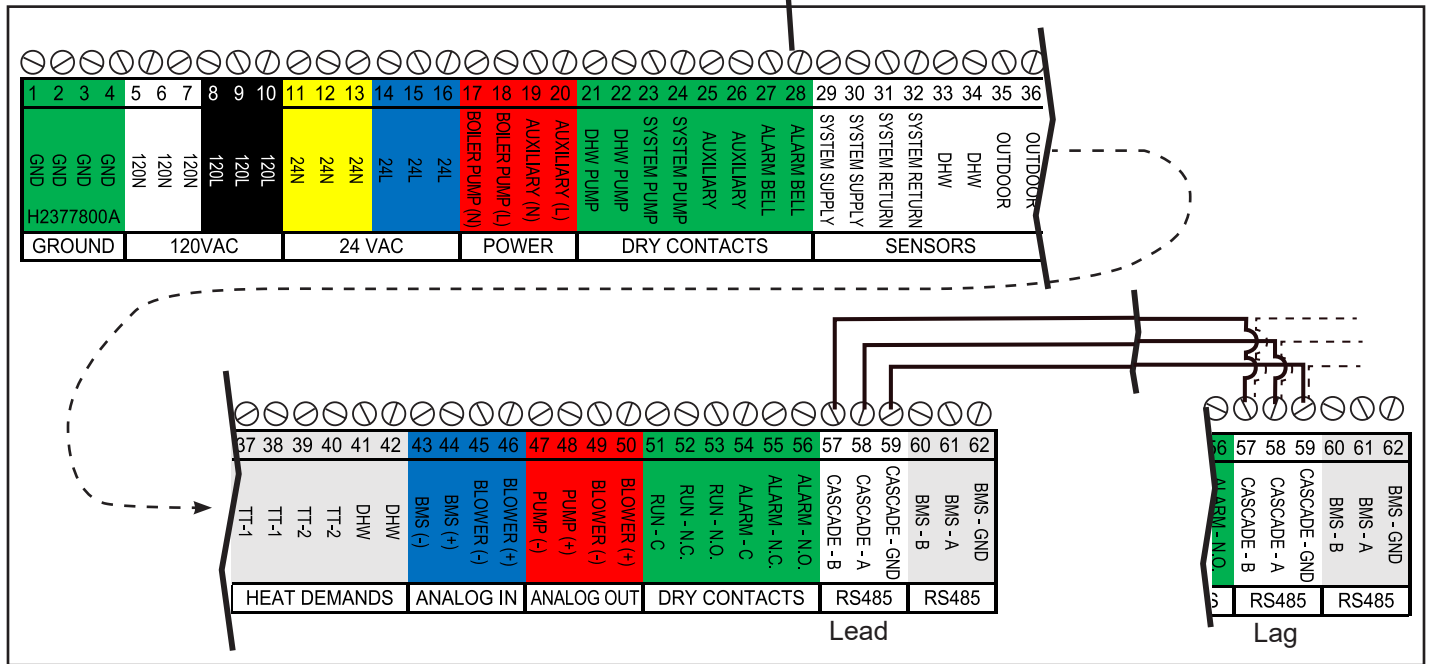 1 2 3 4 5 6 7 8 9 10 11 12 13 14 15 16 17 18 19 20 21 22 23 24 25 26 27 28 29 30 31 32 33 34 35 36
GND GND GND GND 120N 120N 120N 120L 120L 120L 24N 24N 24N 24L 24L 24L BOILER PUMP (N) BOILER PUMP (L) AUXILIARY (N) AUXILIARY (L) DHW PUMP DHW PUMP SYSTEM PUMP SYSTEM PUMP AUXILIARY AUXILIARY ALARM BELL ALARM BELL SYSTEM SUPPLY SYSTEM SUPPLY SYSTEM RETURN SYSTEM RETURN DHW DHW OUTDOOR OUTDOOR
H2377800A
GROUND 120VAC 24 VAC POWER DRY CONTACTS SENSORS
37 38 39 40 41 42 43 44 45 46 47 48 49 50 51 52 53 54 55 56 57 58 59 60 61 62
TT-1 TT-1 TT-2 TT-2 DHW DHW BMS (-) BMS (+) BLOWER (-) BLOWER (+) PUMP (-) PUMP (+) BLOWER (-) BLOWER (+) RUN - C RUN - N.C. RUN - N.O. ALARM - C ALARM - N.C. ALARM - N.O. CASCADE - B CASCADE - A CASCADE - GND BMS - B BMS - A BMS - GND
HEAT DEMANDS ANALOG IN ANALOG OUT DRY CONTACTS RS485 RS485
Lead
56 57 58 59 60 61 62
ALARM - N.O. CASCADE - B CASCADE - A CASCADE - GND BMS - B BMS - A BMS - GND
S RS485 RS485
Lag